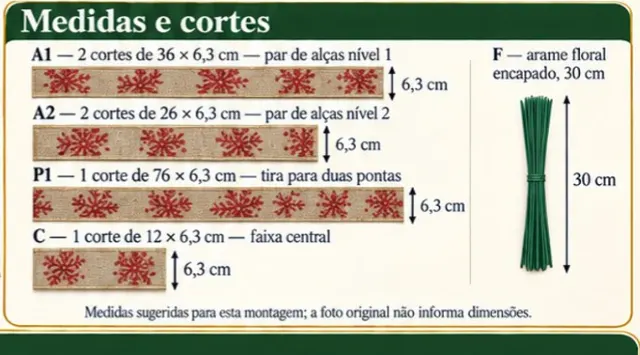 Medidas e cortes
A1 — 2 cortes de 36 × 6,3 cm — par de alças nível 1
6,3 cm
A2 — 2 cortes de 26 × 6,3 cm — par de alças nível 2
6,3 cm
P1 — 1 corte de 76 × 6,3 cm — tira para duas pontas
6,3 cm
C — 1 corte de 12 × 6,3 cm — faixa central
6,3 cm
F — arame floral
encapado, 30 cm
30 cm
Medidas sugeridas para esta montagem; a foto original não informa dimensões.